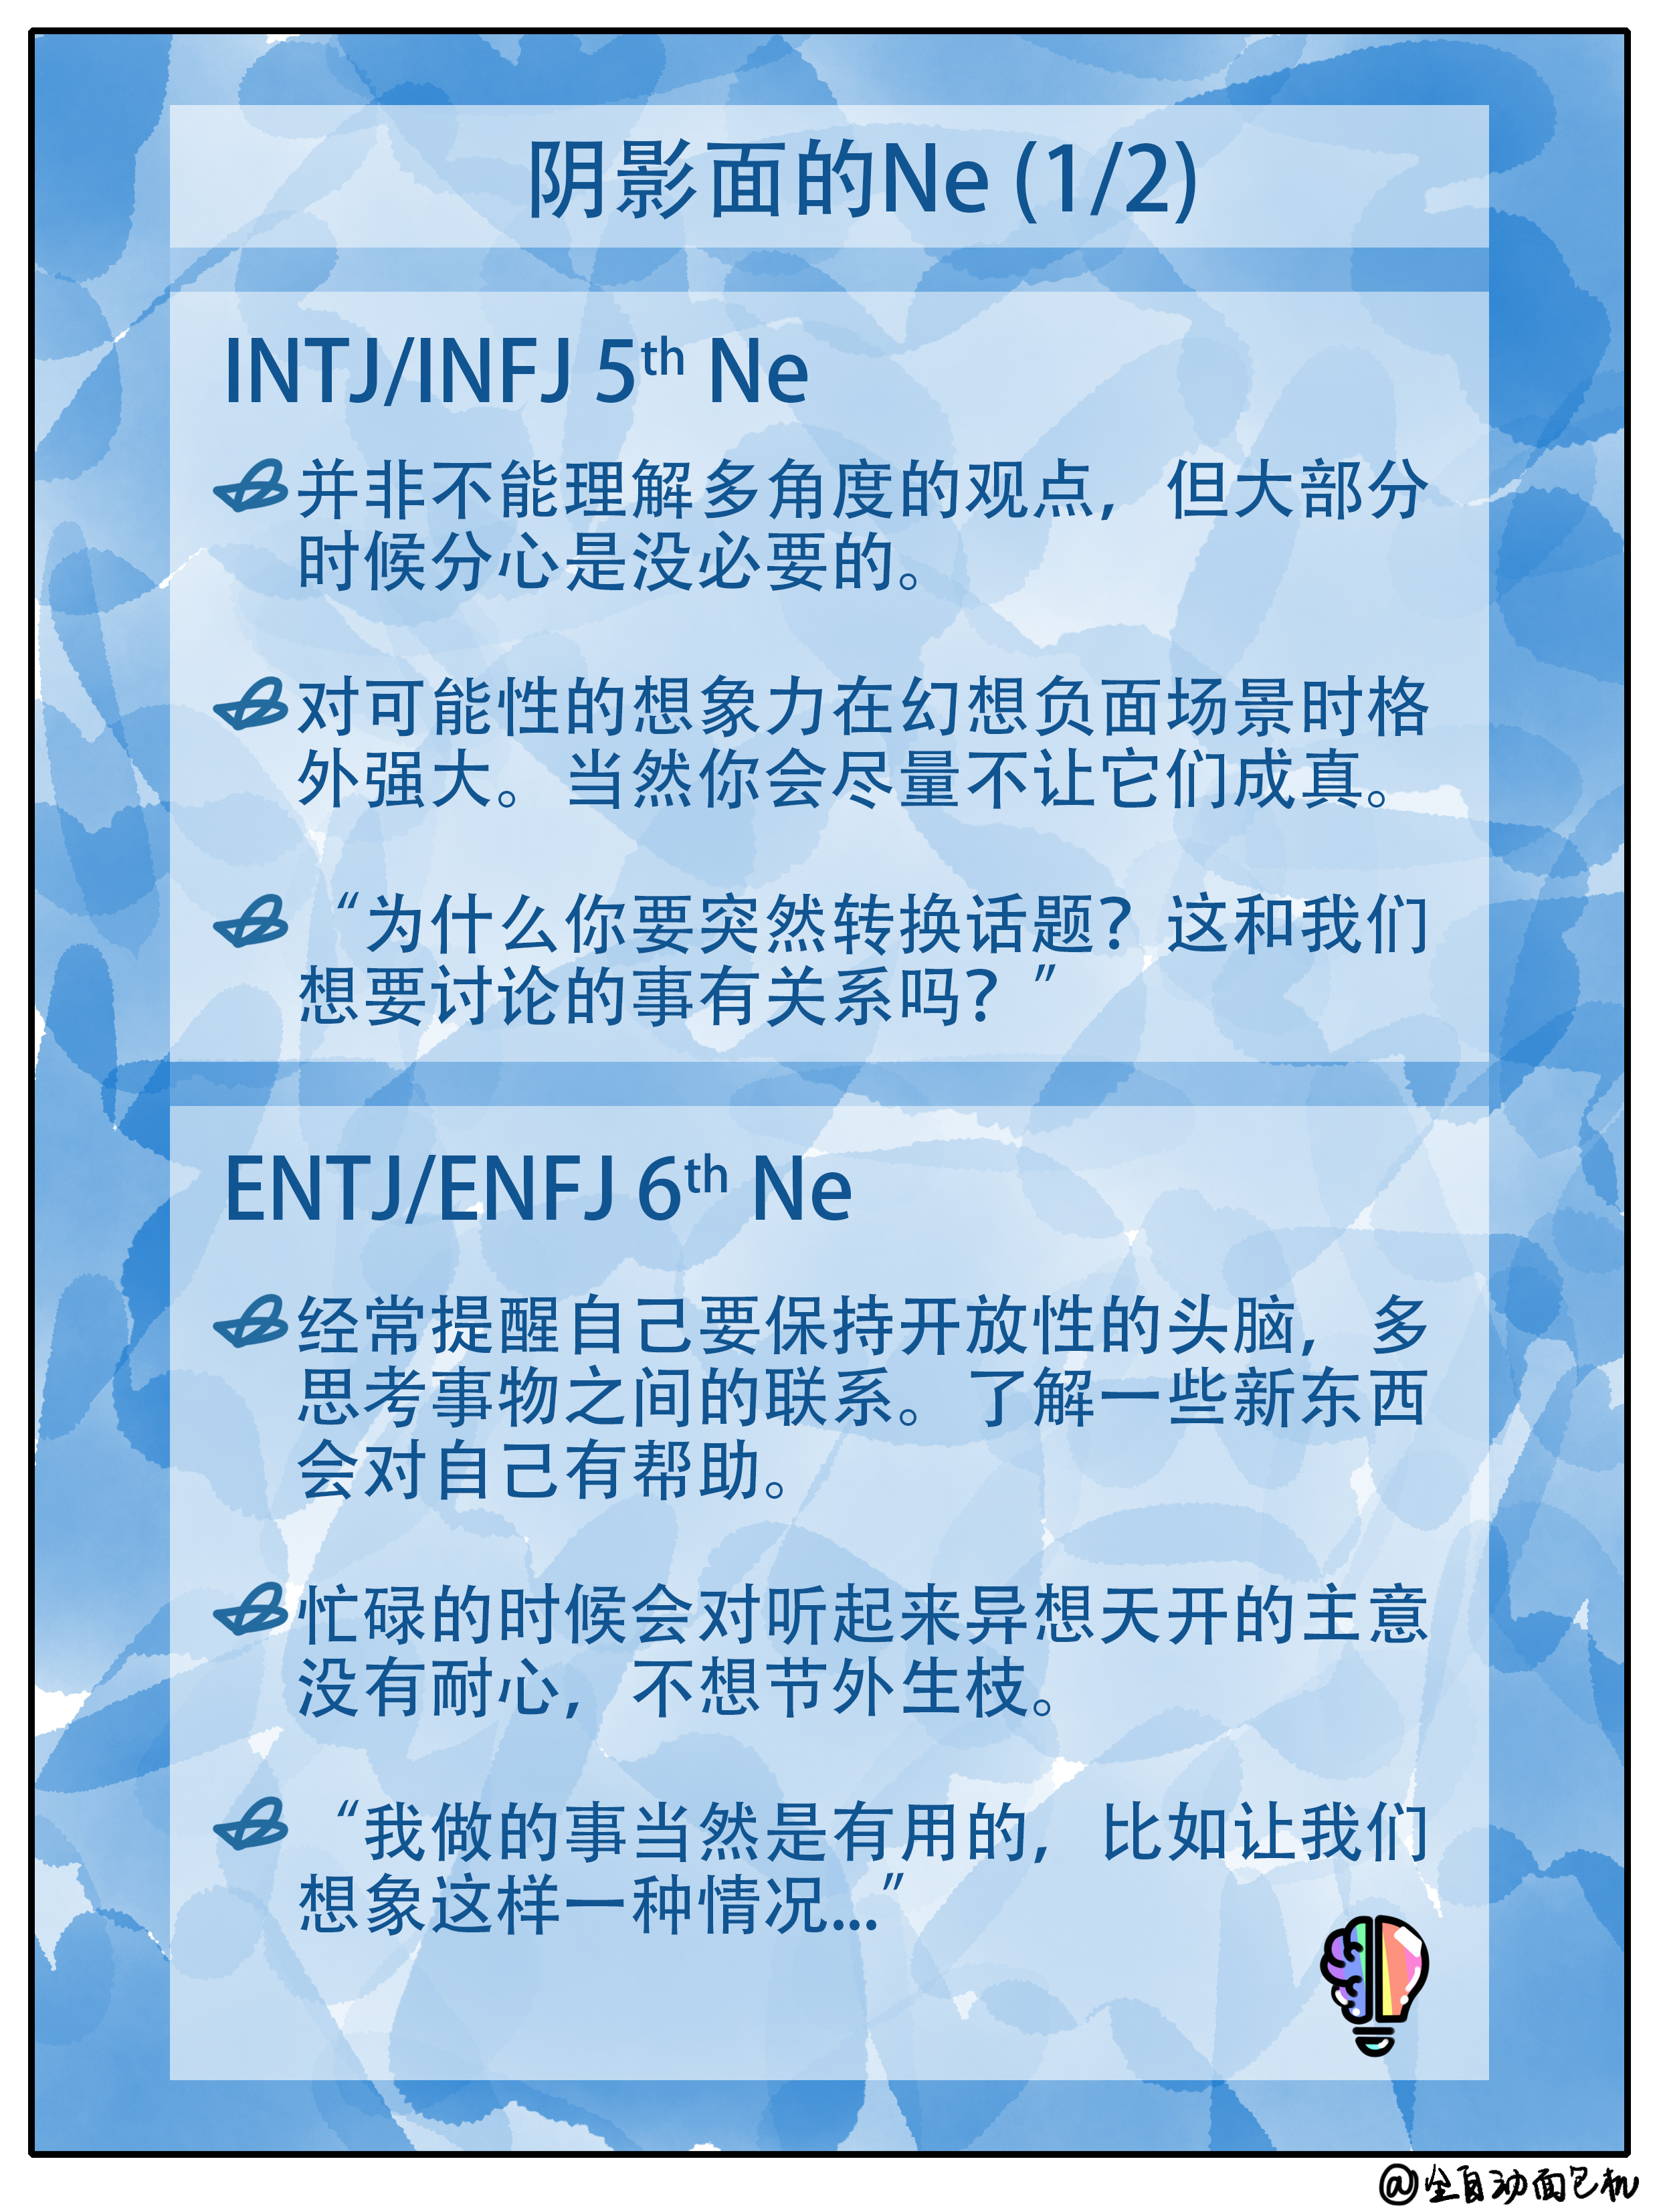 阴影面的Ne (1/2)
INTJ/INFJ 5th Ne
并非不能理解多角度的观点，但大部分
时候分心是没必要的。
对可能性的想象力在幻想负面场景时格
外强大。当然你会尽量不让它们成真。
“为什么你要突然转换话题？这和我们
想要讨论的事有关系吗？”
ENTJ/ENFJ 6th Ne
经常提醒自己要保持开放性的头脑，多
思考事物之间的联系。了解一些新东西
会对自己有帮助。
忙碌的时候会对听起来异想天开的主意
没有耐心，不想节外生枝。
“我做的事当然是有用的，比如让我们
想象这样一种情况...”
@全自动面包机